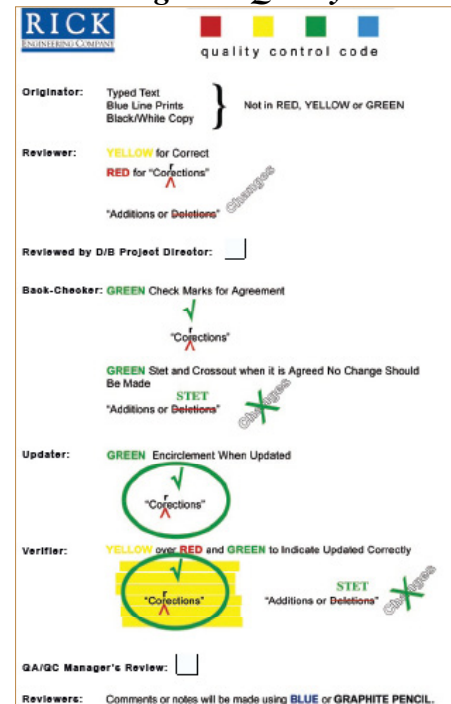 RICK
ENGINEERING COMPANY
quality control code
Originator: Typed Text
Blue Line Prints
Black/White Copy
Not in RED, YELLOW or GREEN
Reviewer: YELLOW for Correct
RED for "Corections"
r
"Additions or Deletions"
Changes
Reviewed by D/B Project Director:
Back-Checker: GREEN Check Marks for Agreement
r
"Corections"
GREEN Stet and Crossout when it is Agreed No Change Should
Be Made
STET
"Additions or Deletions"
Changes
Updater: GREEN Encirclement When Updated
r
"Corections"
Verifier: YELLOW over RED and GREEN to Indicate Updated Correctly
r
"Corections"
STET
"Additions or Deletions"
Changes
QA/QC Manager's Review:
Reviewers: Comments or notes will be made using BLUE or GRAPHITE PENCIL.